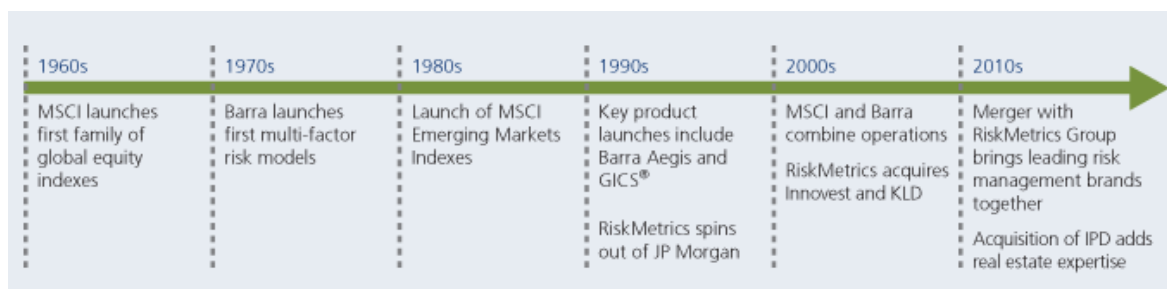 1960s
MSCI launches
first family of
global equity
indexes
1970s
Barra launches
first multi-factor
risk models
1980s
Launch of MSCI
Emerging Markets
Indexes
1990s
Key product
launches include
Barra Aegis and
GICS®
RiskMetrics spins
out of JP Morgan
2000s
MSCI and Barra
combine operations
RiskMetrics acquires
Innovest and KLD
2010s
Merger with
RiskMetrics Group
brings leading risk
management brands
together
Acquisition of IPD adds
real estate expertise